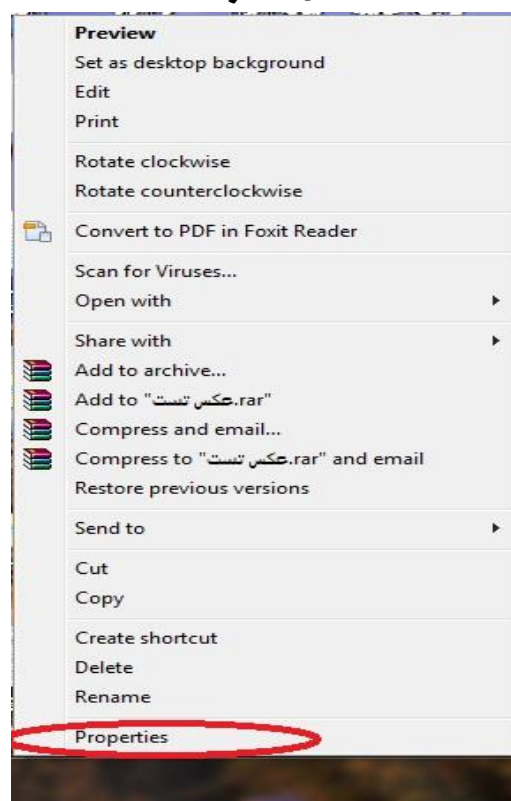 Preview
Set as desktop background
Edit
Print
Rotate clockwise
Rotate counterclockwise
Convert to PDF in Foxit Reader
Scan for Viruses...
Open with
Share with
Add to archive...
Add to "عکس تست.rar"
Compress and email...
Compress to "عکس تست.rar" and email
Restore previous versions
Send to
Cut
Copy
Create shortcut
Delete
Rename
Properties